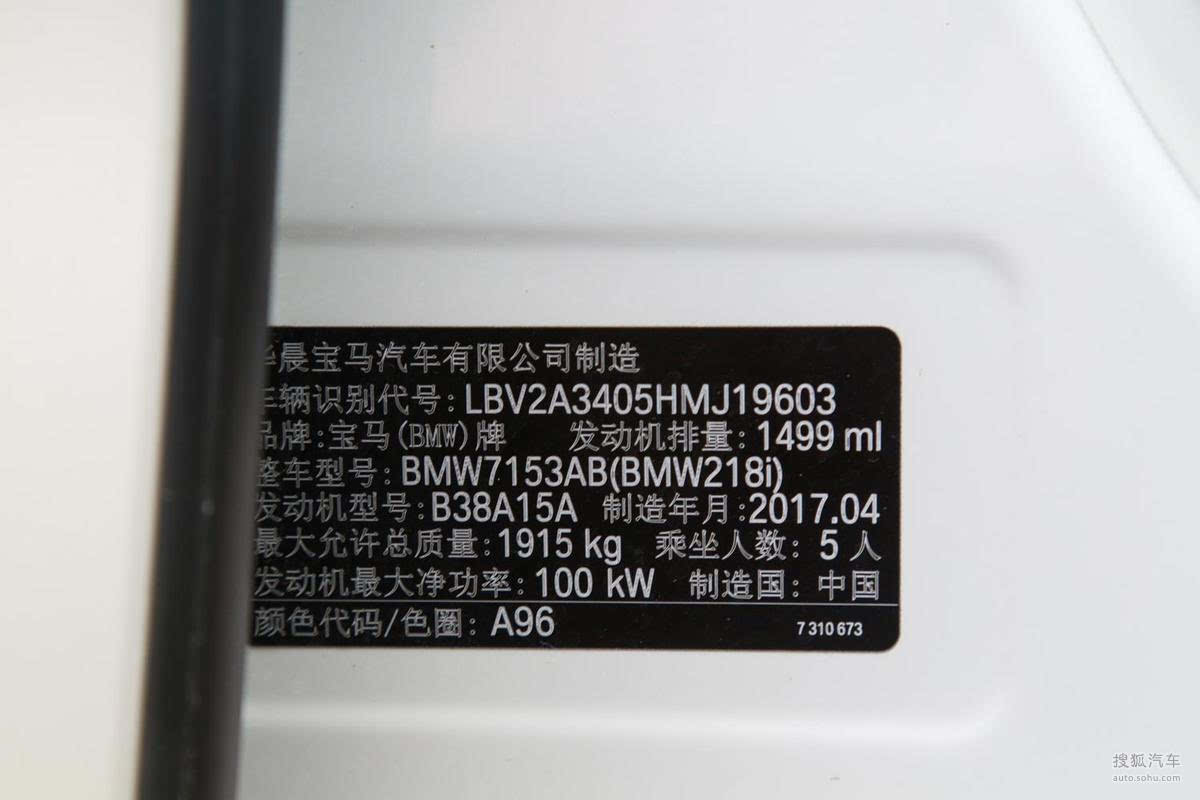 华晨宝马汽车有限公司制造
车辆识别代号:LBV2A3405HMJ19603
品牌:宝马(BMW)牌 发动机排量:1499 ml
整车型号:BMW7153AB(BMW218i)
发动机型号:B38A15A 制造年月:2017.04
最大允许总质量:1915 kg 乘坐人数: 5 人
发动机最大净功率:100 kW 制造国: 中国
颜色代码/色圈: A96 7 310 673
搜狐汽车
auto.sohu.com